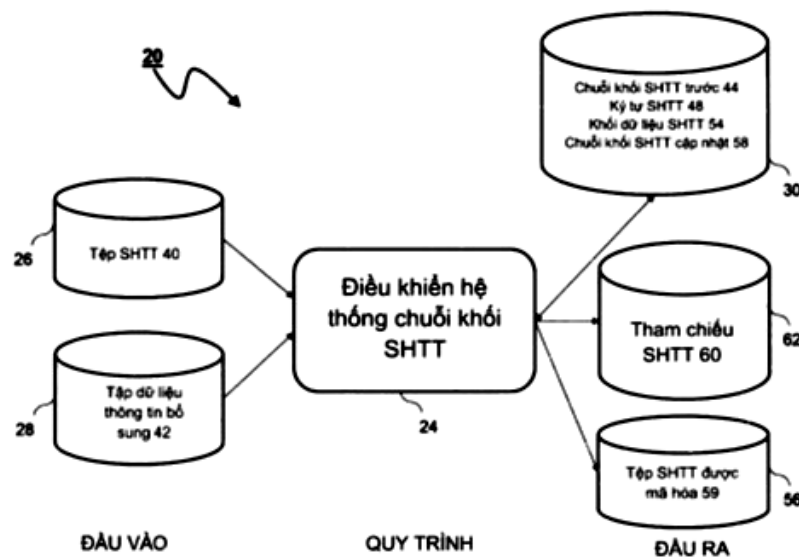 20
Chuỗi khối SHTT trước 44
Ký tự SHTT 48
Khối dữ liệu SHTT 54
Chuỗi khối SHTT cập nhật 58
30
Tệp SHTT 40
26
Điều khiển hệ
thống chuỗi khối
SHTT
24
Tham chiếu
SHTT 60
62
Tập dữ liệu
thông tin bổ
sung 42
28
Tệp SHTT được
mã hóa 59
56
ĐẦU VÀO
QUY TRÌNH
ĐẦU RA